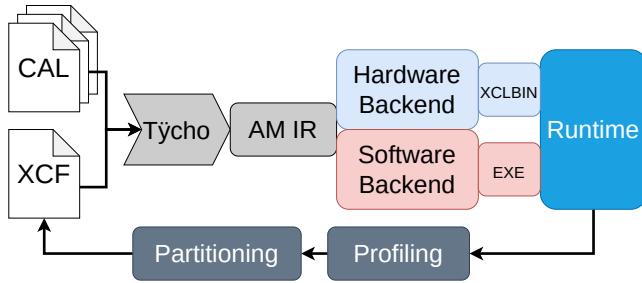 CAL
XCF
Tÿcho
AM IR
Hardware
Backend
Software
Backend
XCLBIN
EXE
Runtime
Partitioning
Profiling